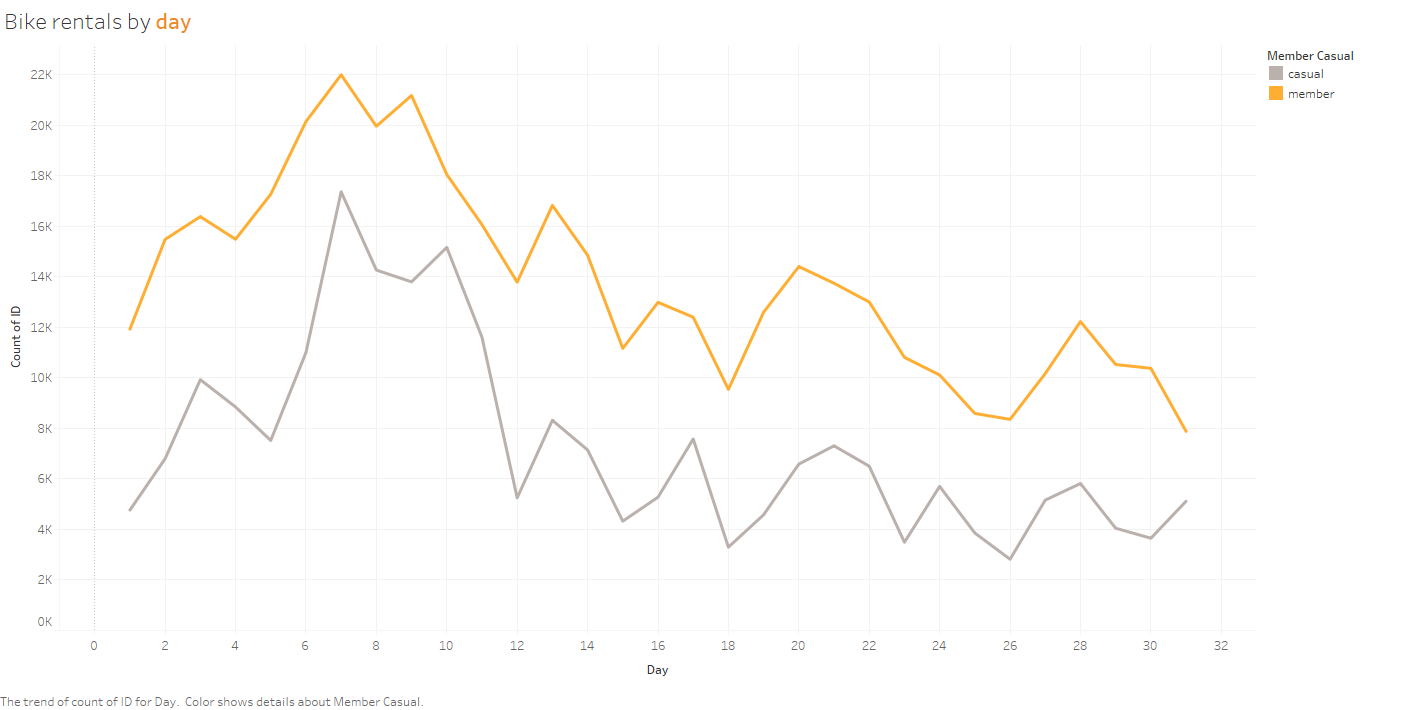 Bike rentals by day
Member Casual
casual
member
22K
20K
18K
16K
14K
12K
10K
8K
6K
4K
2K
0K
Count of ID
0 2 4 6 8 10 12 14 16 18 20 22 24 26 28 30 32
Day
The trend of count of ID for Day. Color shows details about Member Casual.